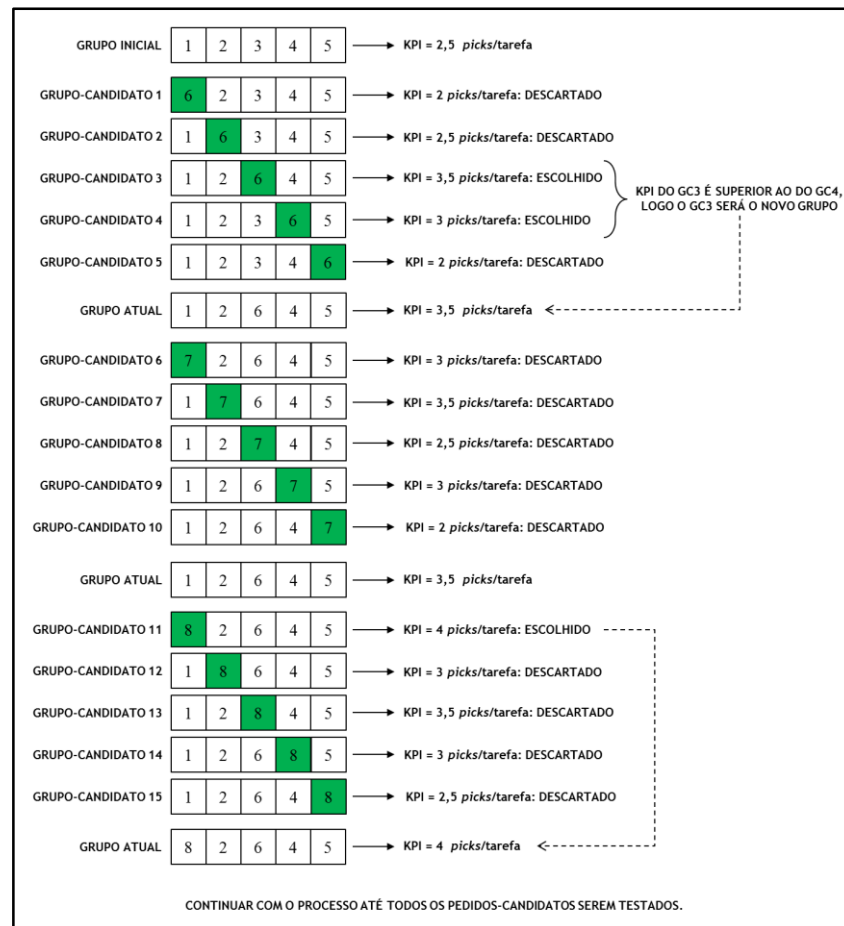 GRUPO INICIAL 1 2 3 4 5 KPI = 2,5 picks/tarefa
GRUPO-CANDIDATO 1 6 2 3 4 5 KPI = 2 picks/tarefa: DESCARTADO
GRUPO-CANDIDATO 2 1 6 3 4 5 KPI = 2,5 picks/tarefa: DESCARTADO
GRUPO-CANDIDATO 3 1 2 6 4 5 KPI = 3,5 picks/tarefa: ESCOLHIDO
GRUPO-CANDIDATO 4 1 2 3 6 5 KPI = 3 picks/tarefa: ESCOLHIDO
KPI DO GC3 É SUPERIOR AO DO GC4,
LOGO O GC3 SERÁ O NOVO GRUPO
GRUPO-CANDIDATO 5 1 2 3 4 6 KPI = 2 picks/tarefa: DESCARTADO
GRUPO ATUAL 1 2 6 4 5 KPI = 3,5 picks/tarefa
GRUPO-CANDIDATO 6 7 2 6 4 5 KPI = 3 picks/tarefa: DESCARTADO
GRUPO-CANDIDATO 7 1 7 6 4 5 KPI = 3,5 picks/tarefa: DESCARTADO
GRUPO-CANDIDATO 8 1 2 7 4 5 KPI = 2,5 picks/tarefa: DESCARTADO
GRUPO-CANDIDATO 9 1 2 6 7 5 KPI = 3 picks/tarefa: DESCARTADO
GRUPO-CANDIDATO 10 1 2 6 4 7 KPI = 2 picks/tarefa: DESCARTADO
GRUPO ATUAL 1 2 6 4 5 KPI = 3,5 picks/tarefa
GRUPO-CANDIDATO 11 8 2 6 4 5 KPI = 4 picks/tarefa: ESCOLHIDO
GRUPO-CANDIDATO 12 1 8 6 4 5 KPI = 3 picks/tarefa: DESCARTADO
GRUPO-CANDIDATO 13 1 2 8 4 5 KPI = 3,5 picks/tarefa: DESCARTADO
GRUPO-CANDIDATO 14 1 2 6 8 5 KPI = 3 picks/tarefa: DESCARTADO
GRUPO-CANDIDATO 15 1 2 6 4 8 KPI = 2,5 picks/tarefa: DESCARTADO
GRUPO ATUAL 8 2 6 4 5 KPI = 4 picks/tarefa
CONTINUAR COM O PROCESSO ATÉ TODOS OS PEDIDOS-CANDIDATOS SEREM TESTADOS.